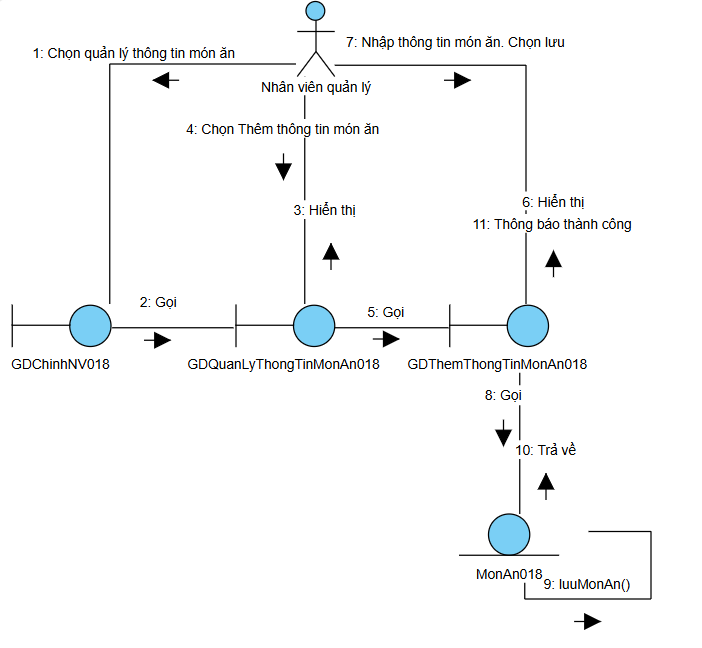 7: Nhập thông tin món ăn. Chọn lưu
1: Chọn quản lý thông tin món ăn
Nhân viên quản lý
4: Chọn Thêm thông tin món ăn
3: Hiển thị
6: Hiển thị
11: Thông báo thành công
2: Gọi
5: Gọi
GDChinhNV018
GDQuanLyThongTinMonAn018
GDThemThongTinMonAn018
8: Gọi
10: Trả về
MonAn018
9: luuMonAn()